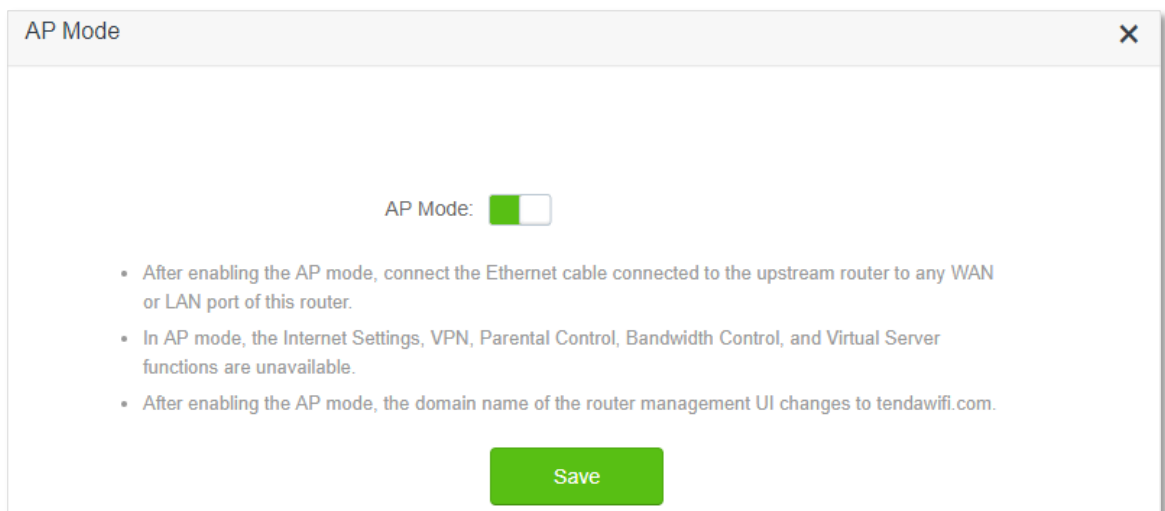 AP Mode
AP Mode:
After enabling the AP mode, connect the Ethernet cable connected to the upstream router to any WAN
or LAN port of this router.
In AP mode, the Internet Settings, VPN, Parental Control, Bandwidth Control, and Virtual Server
functions are unavailable.
After enabling the AP mode, the domain name of the router management UI changes to tendawifi.com.
Save